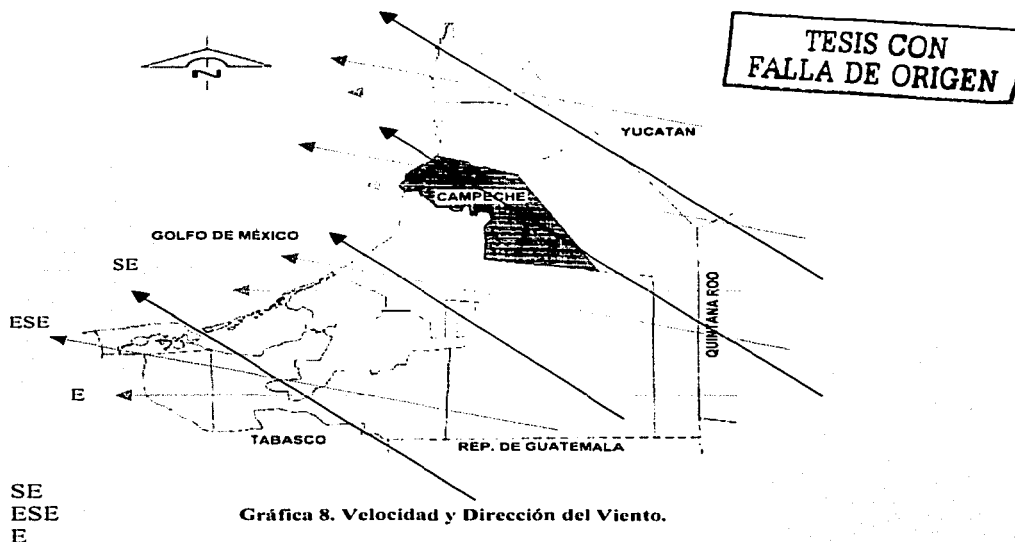 TESIS CON
FALLA DE ORIGEN
N
YUCATAN
CAMPECHE
GOLFO DE MÉXICO
SE
QUINTANA ROO
ESE
E
TABASCO
REP. DE GUATEMALA
SE
ESE
E
Gráfica 8. Velocidad y Dirección del Viento.